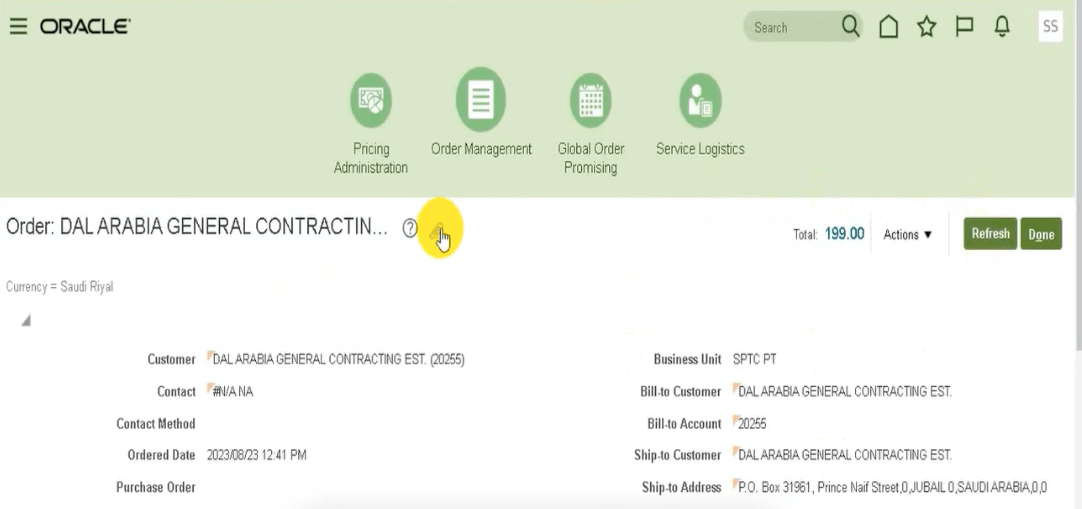 ORACLE
Search
SS
Pricing
Administration
Order Management
Global Order
Promising
Service Logistics
Order: DAL ARABIA GENERAL CONTRACTIN...
?
Total: 199.00
Actions
Refresh
Done
Currency = Saudi Riyal
Customer DAL ARABIA GENERAL CONTRACTING EST. (20255)
Business Unit SPTC PT
Contact #N/A NA
Bill-to Customer DAL ARABIA GENERAL CONTRACTING EST.
Contact Method
Bill-to Account 20255
Ordered Date 2023/08/23 12:41 PM
Ship-to Customer DAL ARABIA GENERAL CONTRACTING EST.
Purchase Order
Ship-to Address P.O. Box 31961, Prince Naif Street,0,JUBAIL 0,SAUDI ARABIA,0,0